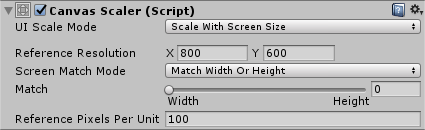 Canvas Scaler (Script)
UI Scale Mode Scale With Screen Size
Reference Resolution X 800 Y 600
Screen Match Mode Match Width Or Height
Match 0
Width Height
Reference Pixels Per Unit 100